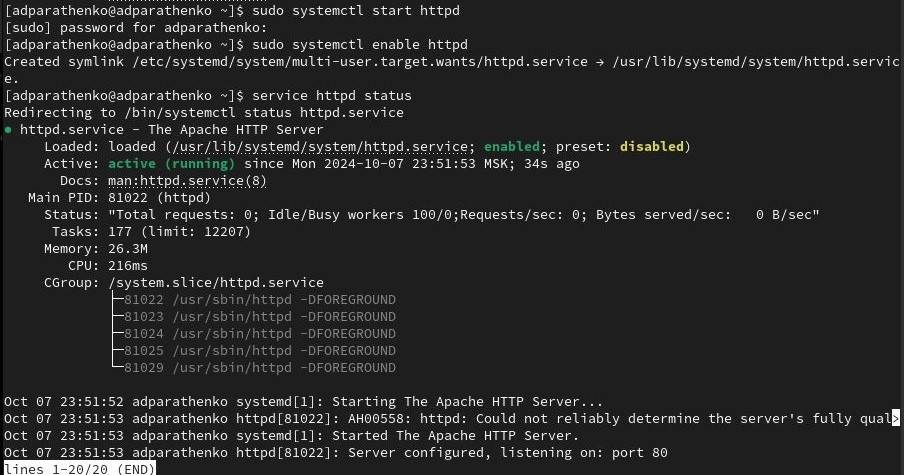 [adparathenko@adparathenko ~]$ sudo systemctl start httpd
[sudo] password for adparathenko:
[adparathenko@adparathenko ~]$ sudo systemctl enable httpd
Created symlink /etc/systemd/system/multi-user.target.wants/httpd.service → /usr/lib/systemd/system/httpd.servic
e.
[adparathenko@adparathenko ~]$ service httpd status
Redirecting to /bin/systemctl status httpd.service
● httpd.service - The Apache HTTP Server
     Loaded: loaded (/usr/lib/systemd/system/httpd.service; enabled; preset: disabled)
     Active: active (running) since Mon 2024-10-07 23:51:53 MSK; 34s ago
       Docs: man:httpd.service(8)
   Main PID: 81022 (httpd)
     Status: "Total requests: 0; Idle/Busy workers 100/0;Requests/sec: 0; Bytes served/sec:   0 B/sec"
      Tasks: 177 (limit: 12207)
     Memory: 26.3M
        CPU: 216ms
     CGroup: /system.slice/httpd.service
             ├─81022 /usr/sbin/httpd -DFOREGROUND
             ├─81023 /usr/sbin/httpd -DFOREGROUND
             ├─81024 /usr/sbin/httpd -DFOREGROUND
             ├─81025 /usr/sbin/httpd -DFOREGROUND
             └─81029 /usr/sbin/httpd -DFOREGROUND
Oct 07 23:51:52 adparathenko systemd[1]: Starting The Apache HTTP Server...
Oct 07 23:51:53 adparathenko httpd[81022]: AH00558: httpd: Could not reliably determine the server's fully qual>
Oct 07 23:51:53 adparathenko systemd[1]: Started The Apache HTTP Server.
Oct 07 23:51:53 adparathenko httpd[81022]: Server configured, listening on: port 80
lines 1-20/20 (END)